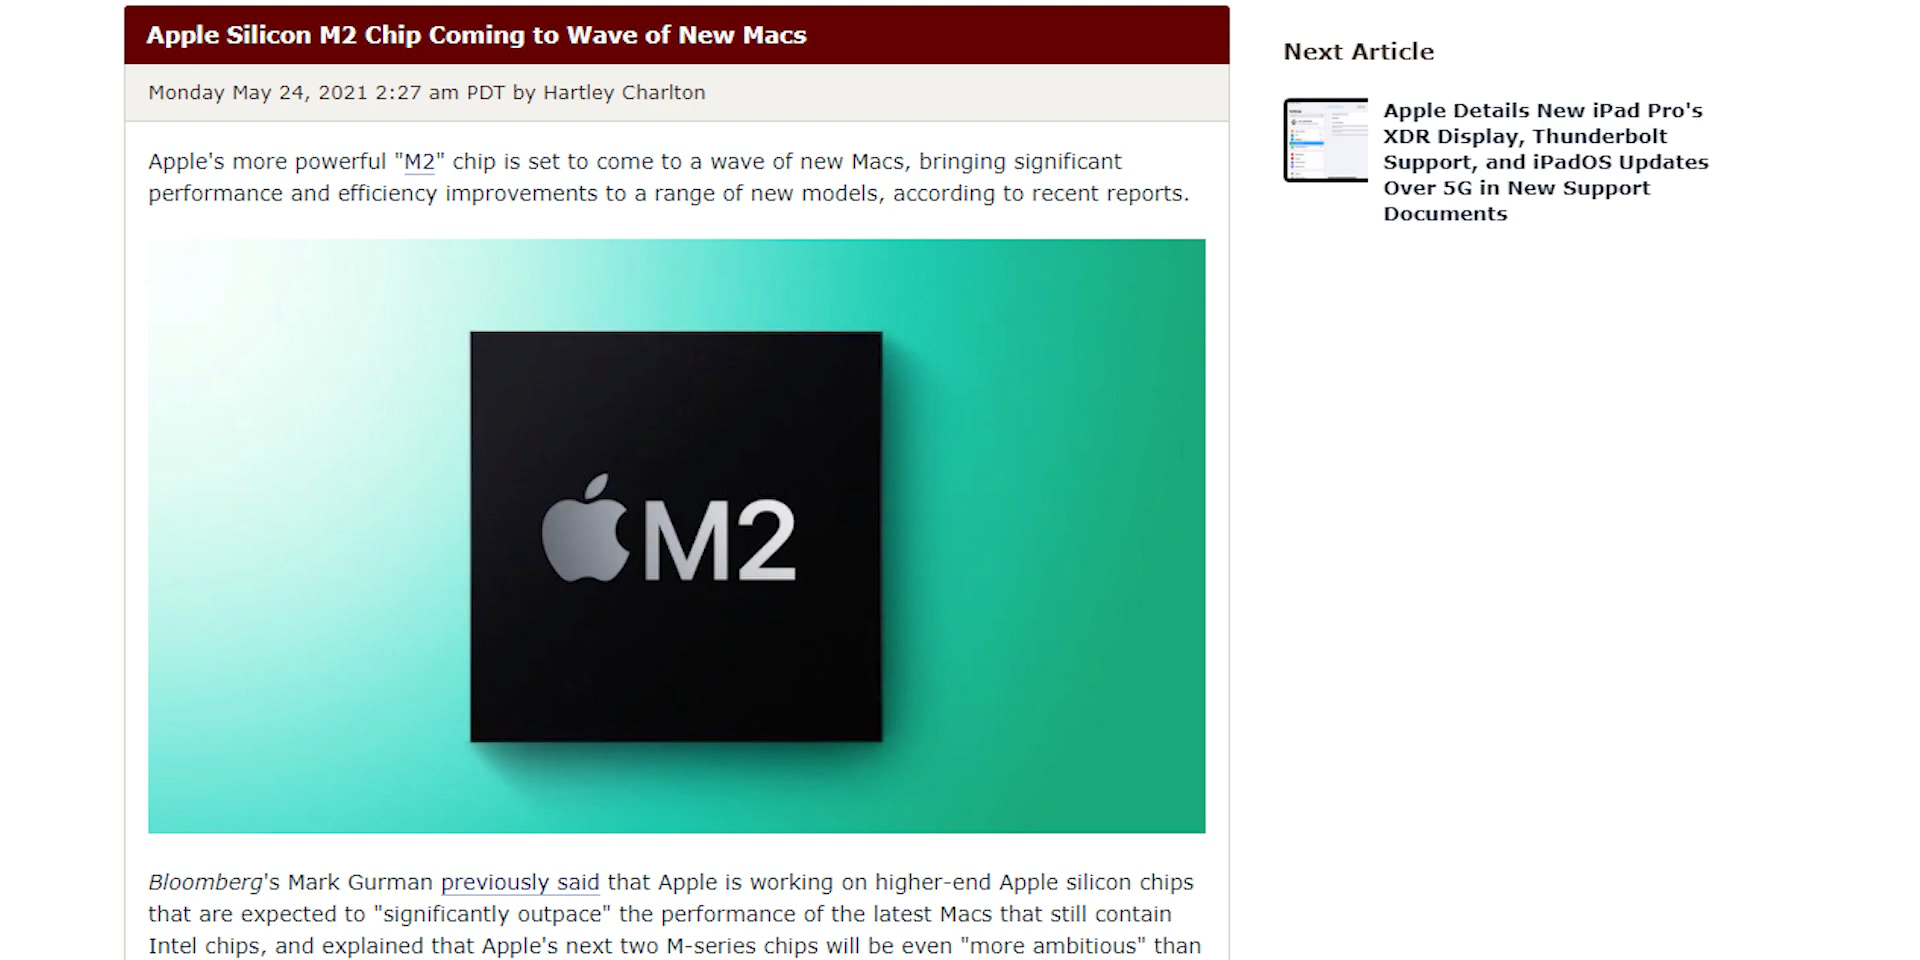 Apple Silicon M2 Chip Coming to Wave of New Macs
Monday May 24, 2021 2:27 am PDT by Hartley Charlton
Apple's more powerful "M2" chip is set to come to a wave of new Macs, bringing significant
performance and efficiency improvements to a range of new models, according to recent reports.
M2
Bloomberg's Mark Gurman previously said that Apple is working on higher-end Apple silicon chips
that are expected to "significantly outpace" the performance of the latest Macs that still contain
Intel chips, and explained that Apple's next two M-series chips will be even "more ambitious" than
Next Article
Apple Details New iPad Pro's
XDR Display, Thunderbolt
Support, and iPadOS Updates
Over 5G in New Support
Documents